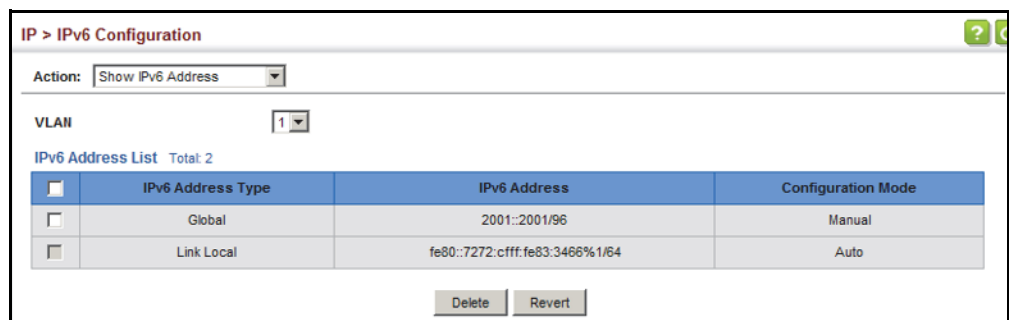 IP > IPv6 Configuration ?
Action: Show IPv6 Address
VLAN 1
IPv6 Address List Total: 2
IPv6 Address Type IPv6 Address Configuration Mode
Global 2001::2001/96 Manual
Link Local fe80::7272:cfff:fe83:3466%1/64 Auto
Delete Revert